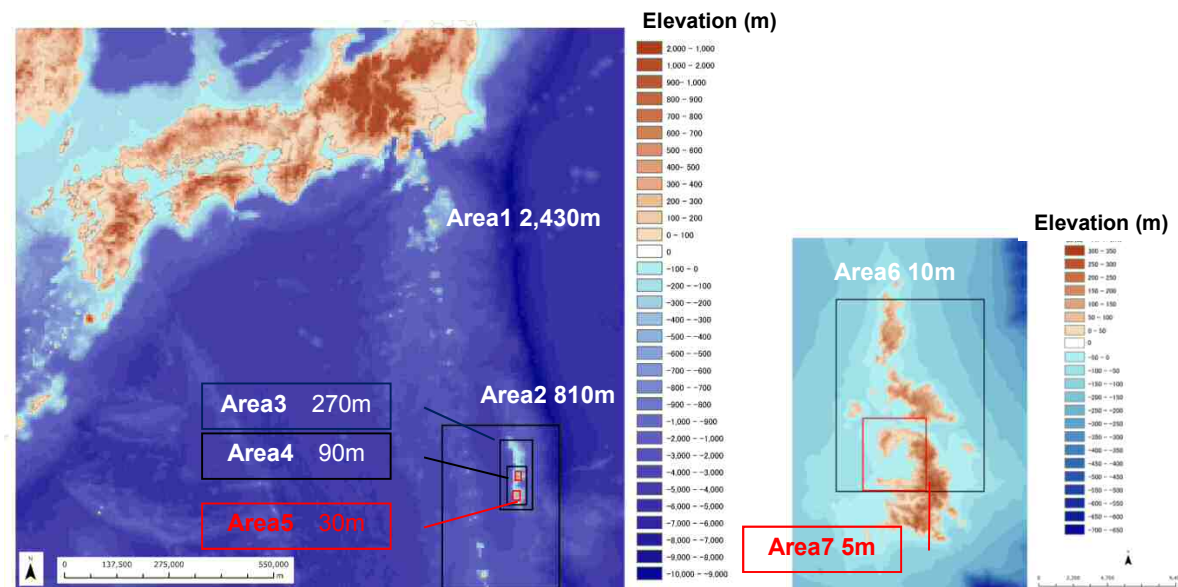 Elevation (m)
2,000 - 1,000
1,000 - 2,000
900 - 1,000
800 - 900
700 - 800
600 - 700
500 - 600
400 - 500
300 - 400
200 - 300
100 - 200
0 - 100
0
-100 - 0
-200 - -100
-300 - -200
-400 - -300
-500 - -400
-600 - -500
-700 - -600
-800 - -700
-900 - -800
-1,000 - -900
-2,000 - -1,000
-3,000 - -2,000
-4,000 - -3,000
-5,000 - -4,000
-6,000 - -5,000
-7,000 - -6,000
-8,000 - -7,000
-9,000 - -8,000
-10,000 - -9,000
Area1 2,430m
Area2 810m
Area3 270m
Area4 90m
Area5 30m
N
0 137,500 275,000 550,000
m
Elevation (m)
300 - 350
250 - 300
200 - 250
150 - 200
100 - 150
50 - 100
0 - 50
0
-50 - 0
-100 - -50
-150 - -100
-200 - -150
-250 - -200
-300 - -250
-350 - -300
-400 - -350
-450 - -400
-500 - -450
-550 - -500
-600 - -550
-650 - -600
-700 - -650
Area6 10m
Area7 5m